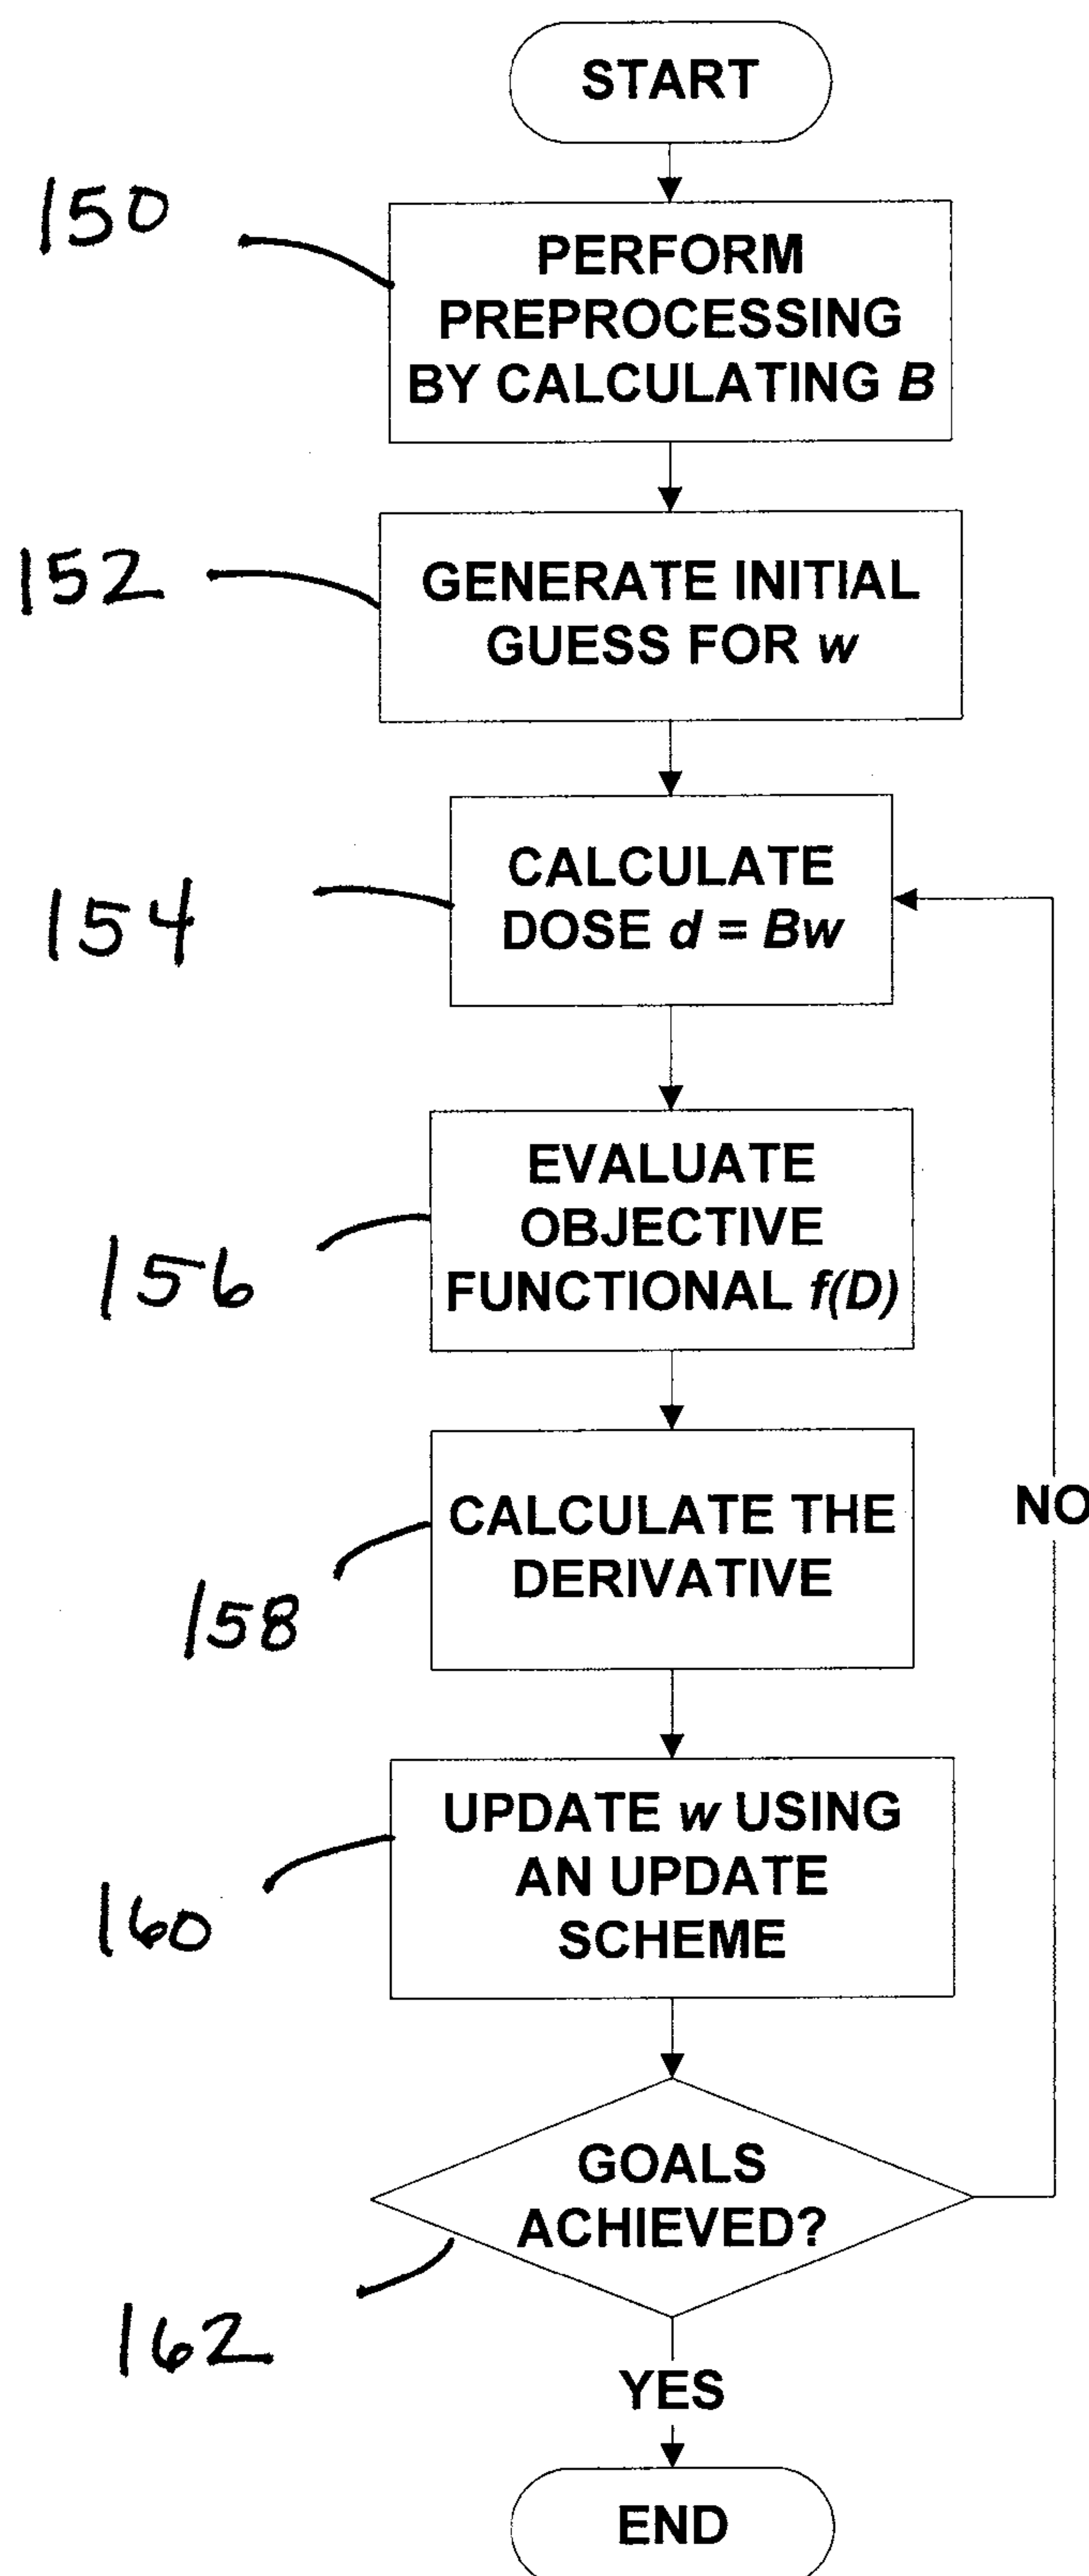 START
150
PERFORM
PREPROCESSING
BY CALCULATING B
152
GENERATE INITIAL
GUESS FOR w
154
CALCULATE
DOSE d = Bw
156
EVALUATE
OBJECTIVE
FUNCTIONAL f(D)
158
CALCULATE THE
DERIVATIVE
NO
160
UPDATE w USING
AN UPDATE
SCHEME
162
GOALS
ACHIEVED?
YES
END